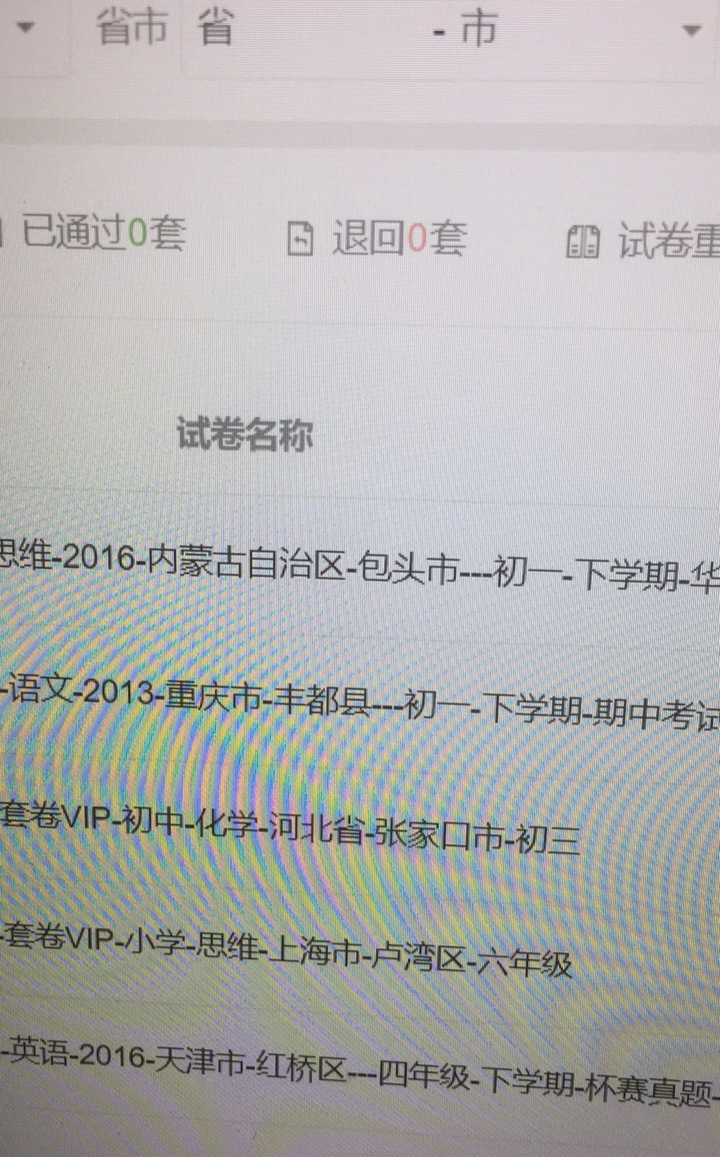 省市 省 - 市
已通过0套 退回0套 试卷重
试卷名称
思维-2016-内蒙古自治区-包头市---初一-下学期-华
-语文-2013-重庆市-丰都县---初一-下学期-期中考试
套卷VIP-初中-化学-河北省-张家口市-初三
-套卷VIP-小学-思维-上海市-卢湾区-六年级
-英语-2016-天津市-红桥区---四年级-下学期-杯赛真题-